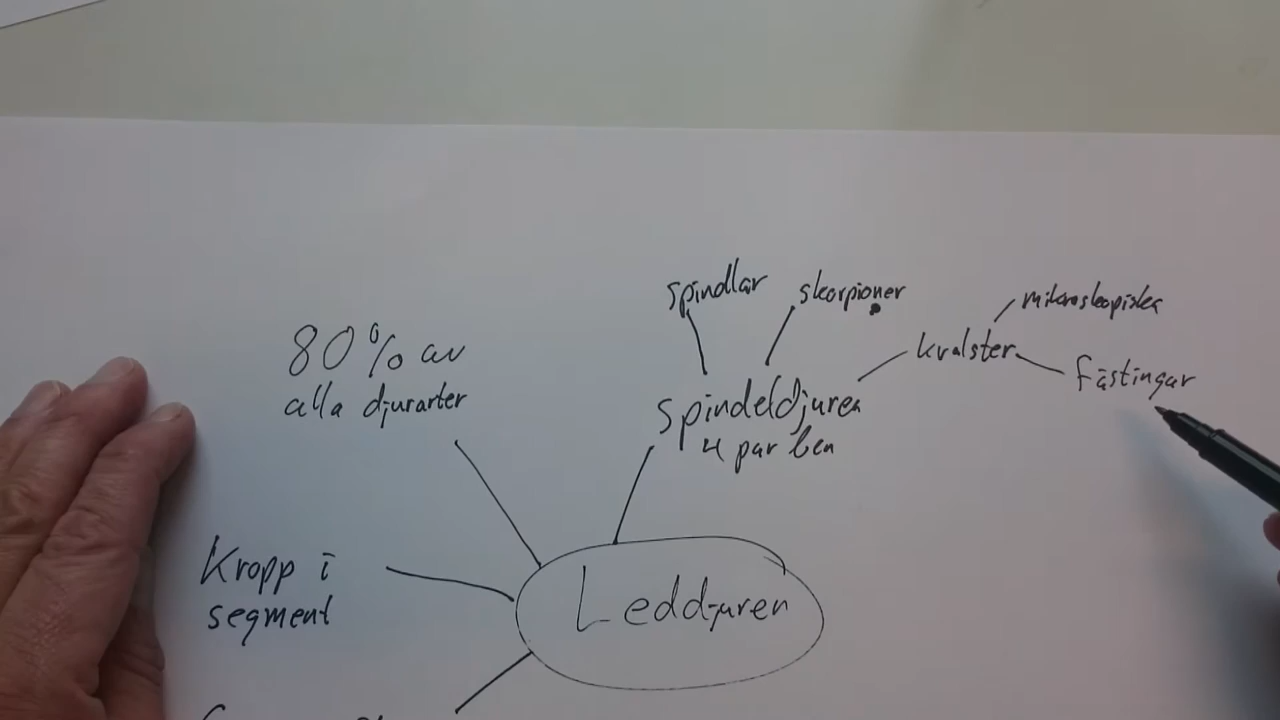 spindlar
skorpioner
mikroskopiska
80% av
alla djurarter
kvalster
fästingar
Spindeldjuren
4 par ben
Kropp i
segment
Leddjuren